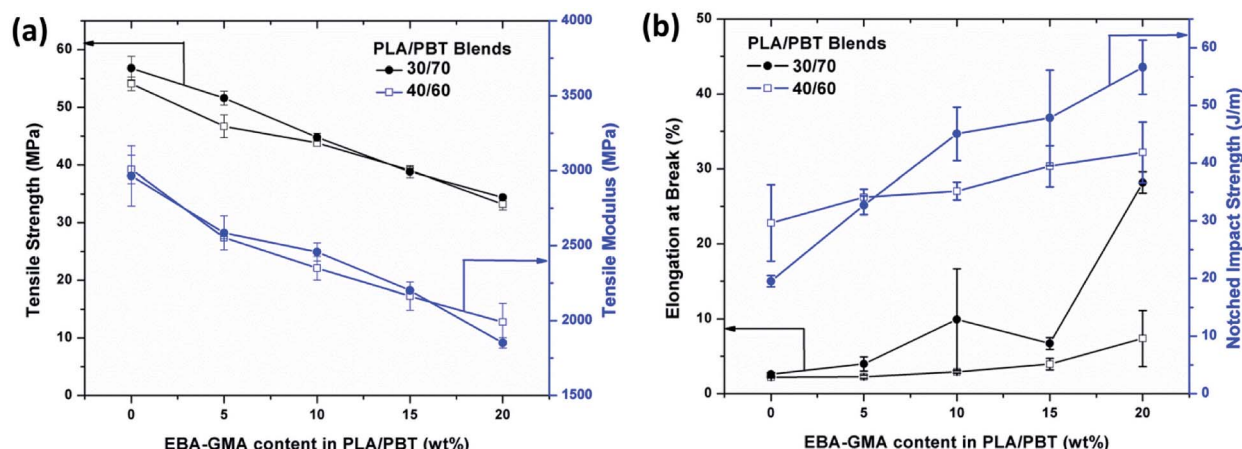 (a)
PLA/PBT Blends
30/70
40/60
Tensile Strength (MPa)
60
50
40
30
20
10
0
Tensile Modulus (MPa)
4000
3500
3000
2500
2000
1500
0 5 10 15 20
EBA-GMA content in PLA/PBT (wt%)
(b)
PLA/PBT Blends
30/70
40/60
Elongation at Break (%)
50
40
30
20
10
0
Notched Impact Strength (J/m)
60
50
40
30
20
10
0
0 5 10 15 20
EBA-GMA content in PLA/PBT (wt%)